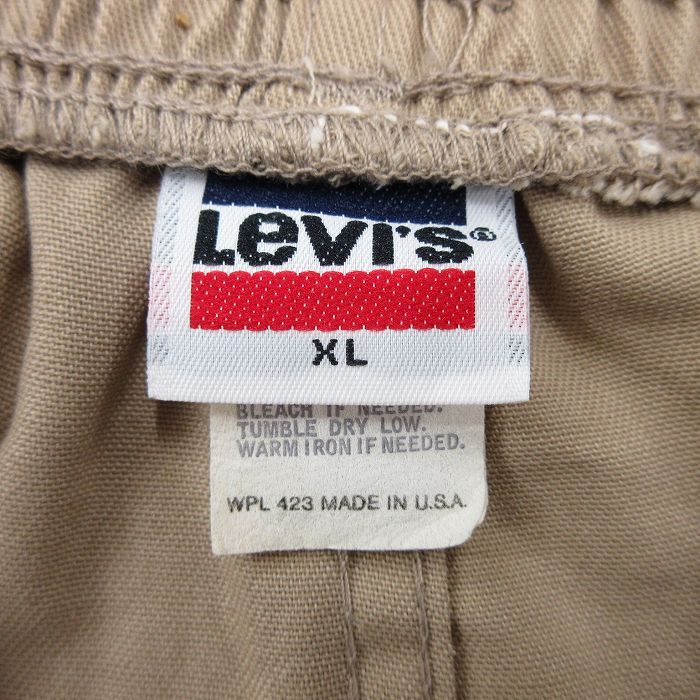 Levi's®
XL
BLEACH IF NEEDED.
TUMBLE DRY LOW.
WARM IRON IF NEEDED.
WPL 423 MADE IN U.S.A.